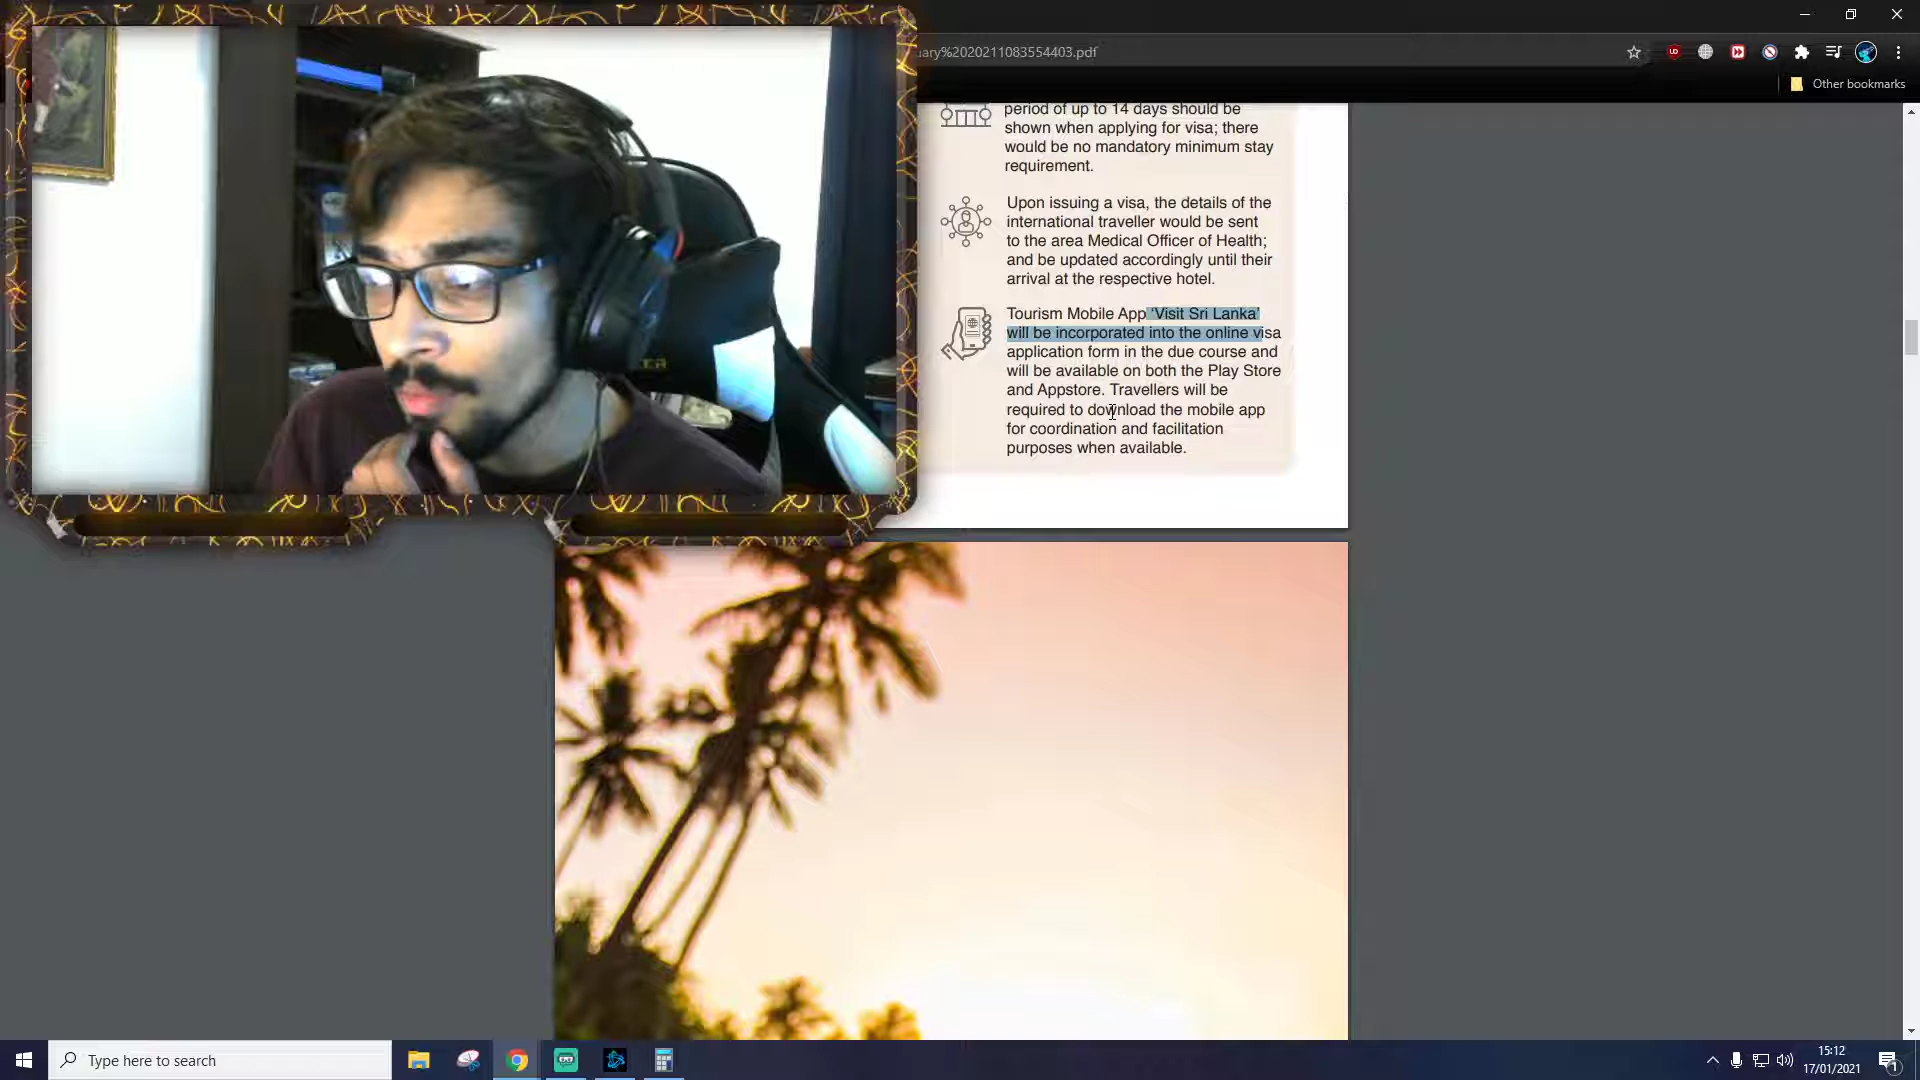 uary%2020211083554403.pdf
Other bookmarks
period of up to 14 days should be
shown when applying for visa; there
would be no mandatory minimum stay
requirement.
Upon issuing a visa, the details of the
international traveller would be sent
to the area Medical Officer of Health;
and be updated accordingly until their
arrival at the respective hotel.
Tourism Mobile App ‘Visit Sri Lanka’
will be incorporated into the online visa
application form in the due course and
will be available on both the Play Store
and Appstore. Travellers will be
required to download the mobile app
for coordination and facilitation
purposes when available.
Type here to search
15:12
17/01/2021
1